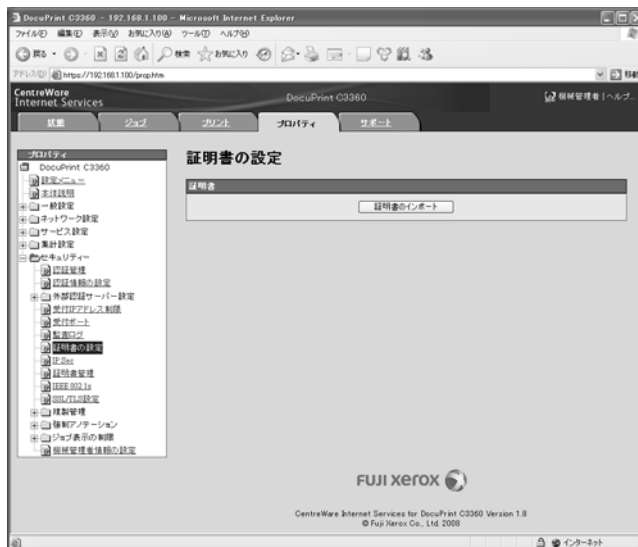 DocuPrint C3360 - 192.168.1.100 - Microsoft Internet Explorer
ファイル(F) 編集(E) 表示(V) お気に入り(A) ツール(T) ヘルプ(H)
戻る 検索 お気に入り
アドレス(D) https://192.168.1.100/prop.htm 移動
CentreWare
Internet Services
DocuPrint C3360
機械管理者 | ヘルプ
状態 ジョブ プリント プロパティ サポート
プロパティ
DocuPrint C3360
設定メニュー
本体説明
一般設定
ネットワーク設定
サービス設定
集計設定
セキュリティー
認証管理
認証情報の設定
外部認証サーバー設定
受付IPアドレス制限
受付ポート
監査ログ
証明書の設定
IP Sec
証明書管理
IEEE 802.1x
SSL/TLS設定
複製管理
強制アノテーション
ジョブ表示の制限
機械管理者情報の設定
証明書の設定
証明書
証明書のインポート
FUJI XEROX
CentreWare Internet Services for DocuPrint C3360 Version 1.8
© Fuji Xerox Co., Ltd. 2008
インターネット